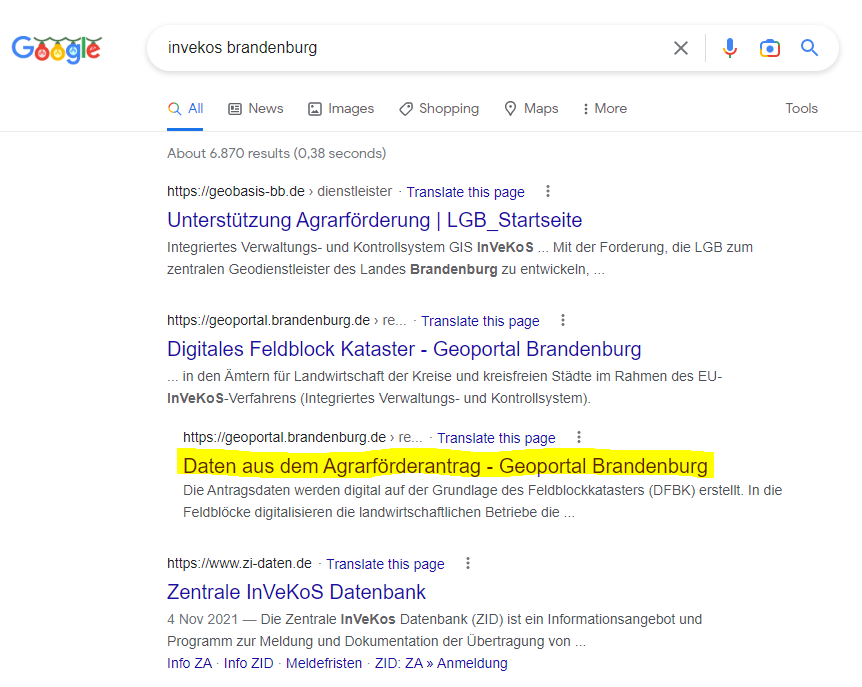 Google
invekos brandenburg
All News Images Shopping Maps More Tools
About 6.870 results (0,38 seconds)
https://geobasis-bb.de › dienstleister · Translate this page
Unterstützung Agrarförderung | LGB_Startseite
Integriertes Verwaltungs- und Kontrollsystem GIS InVeKoS ... Mit der Forderung, die LGB zum
zentralen Geodienstleister des Landes Brandenburg zu entwickeln, ...
https://geoportal.brandenburg.de › re... · Translate this page
Digitales Feldblock Kataster - Geoportal Brandenburg
... in den Ämtern für Landwirtschaft der Kreise und kreisfreien Städte im Rahmen des EU-
InVeKoS-Verfahrens (Integriertes Verwaltungs- und Kontrollsystem).
https://geoportal.brandenburg.de › re... · Translate this page
Daten aus dem Agrarförderantrag - Geoportal Brandenburg
Die Antragsdaten werden digital auf der Grundlage des Feldblockkatasters (DFBK) erstellt. In die
Feldblöcke digitalisieren die landwirtschaftlichen Betriebe die ...
https://www.zi-daten.de · Translate this page
Zentrale InVeKoS Datenbank
4 Nov 2021 — Die Zentrale InVeKos Datenbank (ZID) ist ein Informationsangebot und
Programm zur Meldung und Dokumentation der Übertragung von ...
Info ZA · Info ZID · Meldefristen · ZID: ZA » Anmeldung